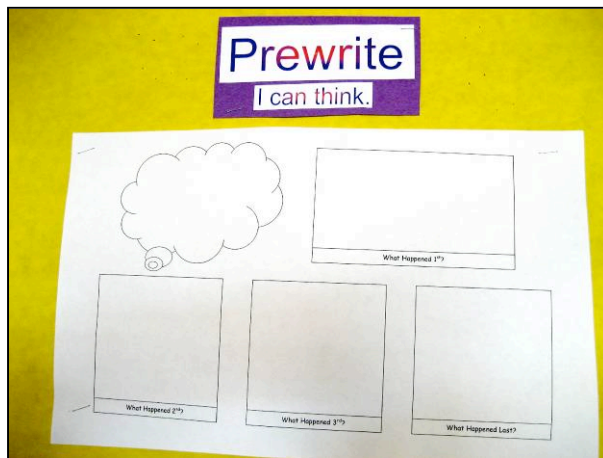 Prewrite
I can think.
What Happened 1st?
What Happened 2nd?
What Happened 3rd?
What Happened Last?